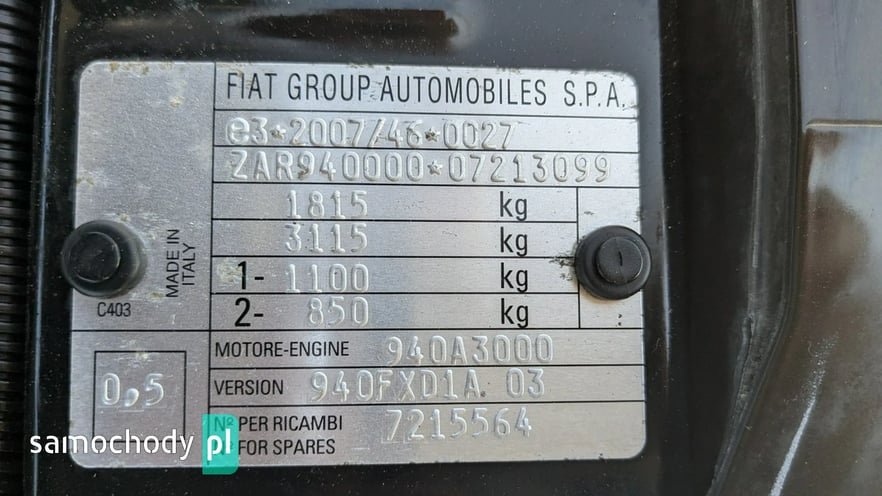 FIAT GROUP AUTOMOBILES S.P.A.
e3*2007/46*0027
ZAR940000*07213099
1815 kg
3115 kg
1- 1100 kg
2- 850 kg
MADE IN ITALY
C403
MOTORE-ENGINE 940A3000
0,5
VERSION 940FXD1A 03
Nº PER RICAMBI 7215564
Nº FOR SPARES
samochody pl